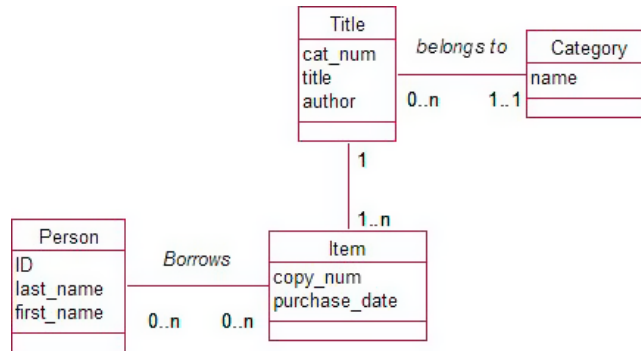 Title
cat_num
title
author
belongs to
0..n
1..1
Category
name
1
1..n
Person
ID
last_name
first_name
Borrows
0..n
0..n
Item
copy_num
purchase_date